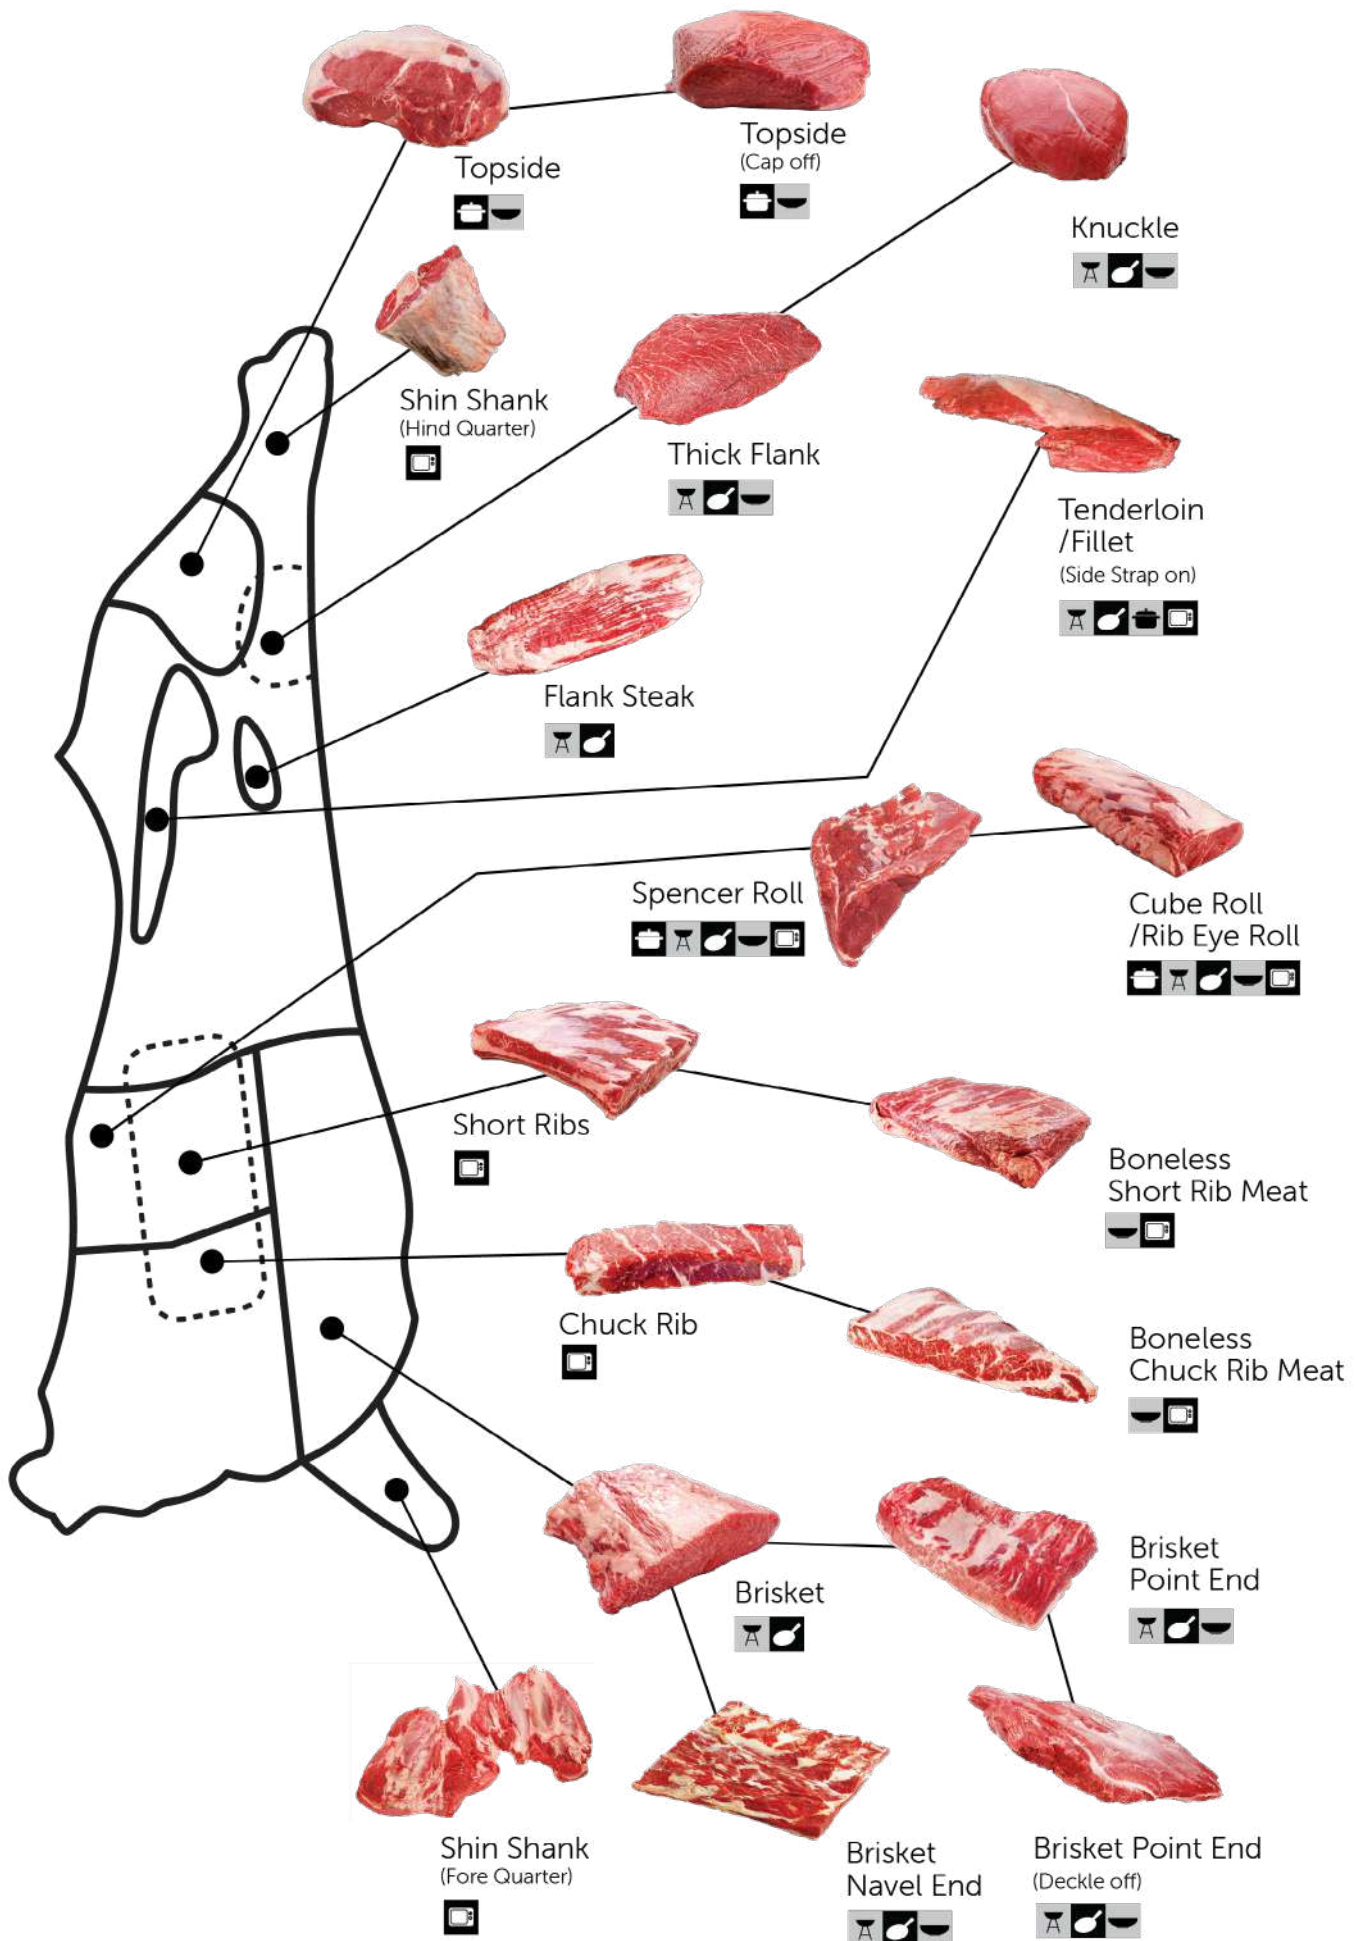 Topside
Topside
(Cap off)
Knuckle
Shin Shank
(Hind Quarter)
Thick Flank
Tenderloin
/Fillet
(Side Strap on)
Flank Steak
Spencer Roll
Cube Roll
/Rib Eye Roll
Short Ribs
Boneless
Short Rib Meat
Chuck Rib
Boneless
Chuck Rib Meat
Brisket
Brisket
Point End
Shin Shank
(Fore Quarter)
Brisket
Navel End
Brisket Point End
(Deckle off)